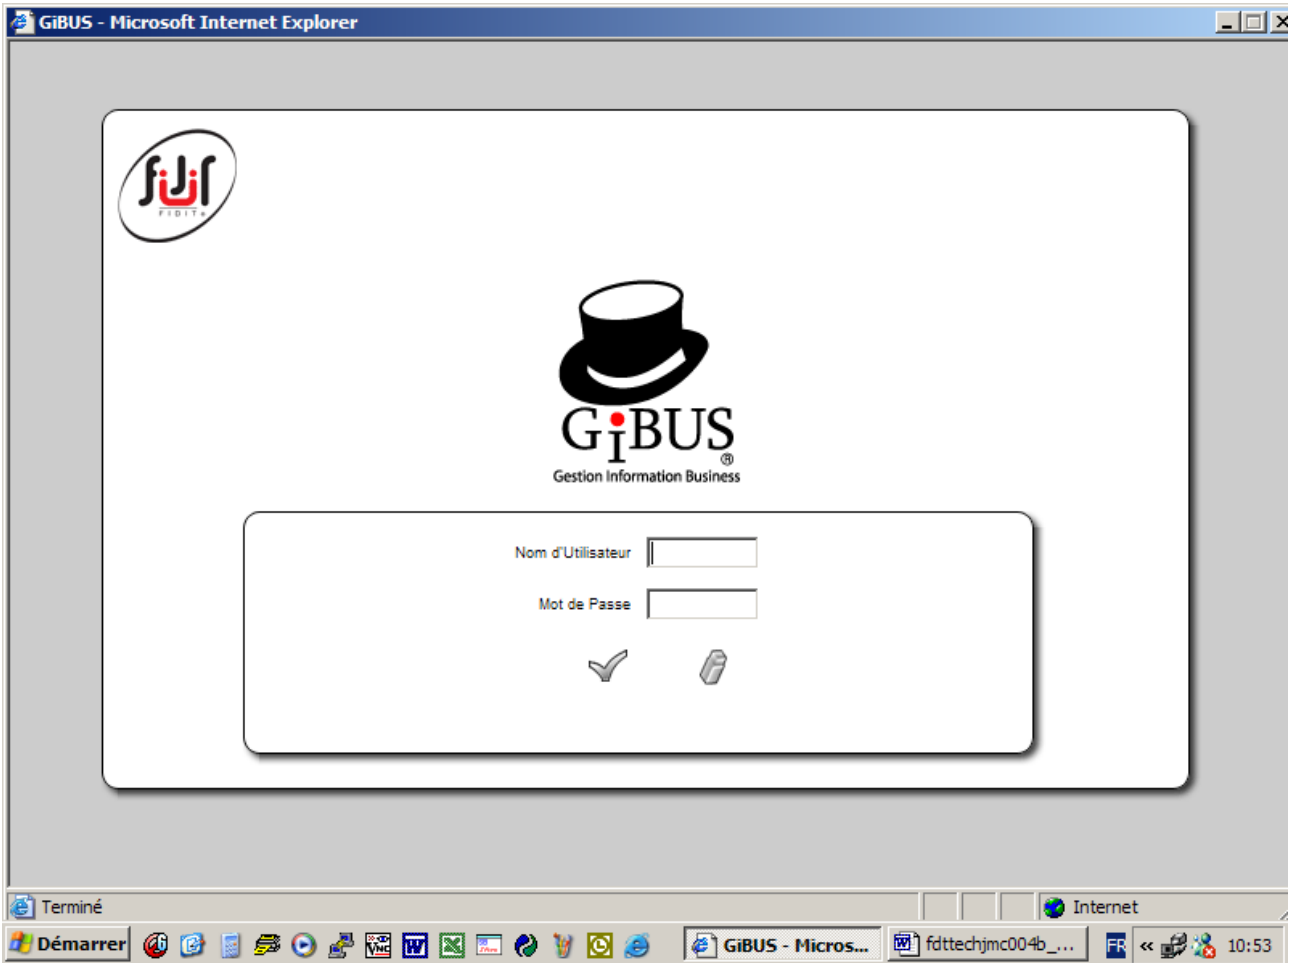 GiBUS - Microsoft Internet Explorer
FIDIT+
GiBUS
®
Gestion Information Business
Nom d'Utilisateur
Mot de Passe
Terminé
Internet
Démarrer
GiBUS - Micros...
fdttechjmc004b_...
FR
«
10:53